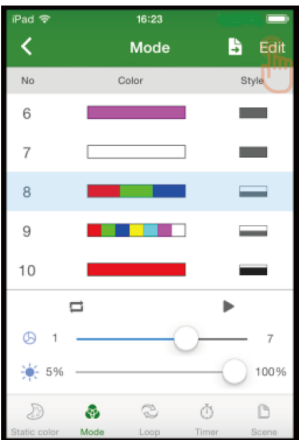 iPad 16:23
Mode Edit
No Color Style
6
7
8
9
10
1 7
5% 100%
Static color Mode Loop Timer Scene